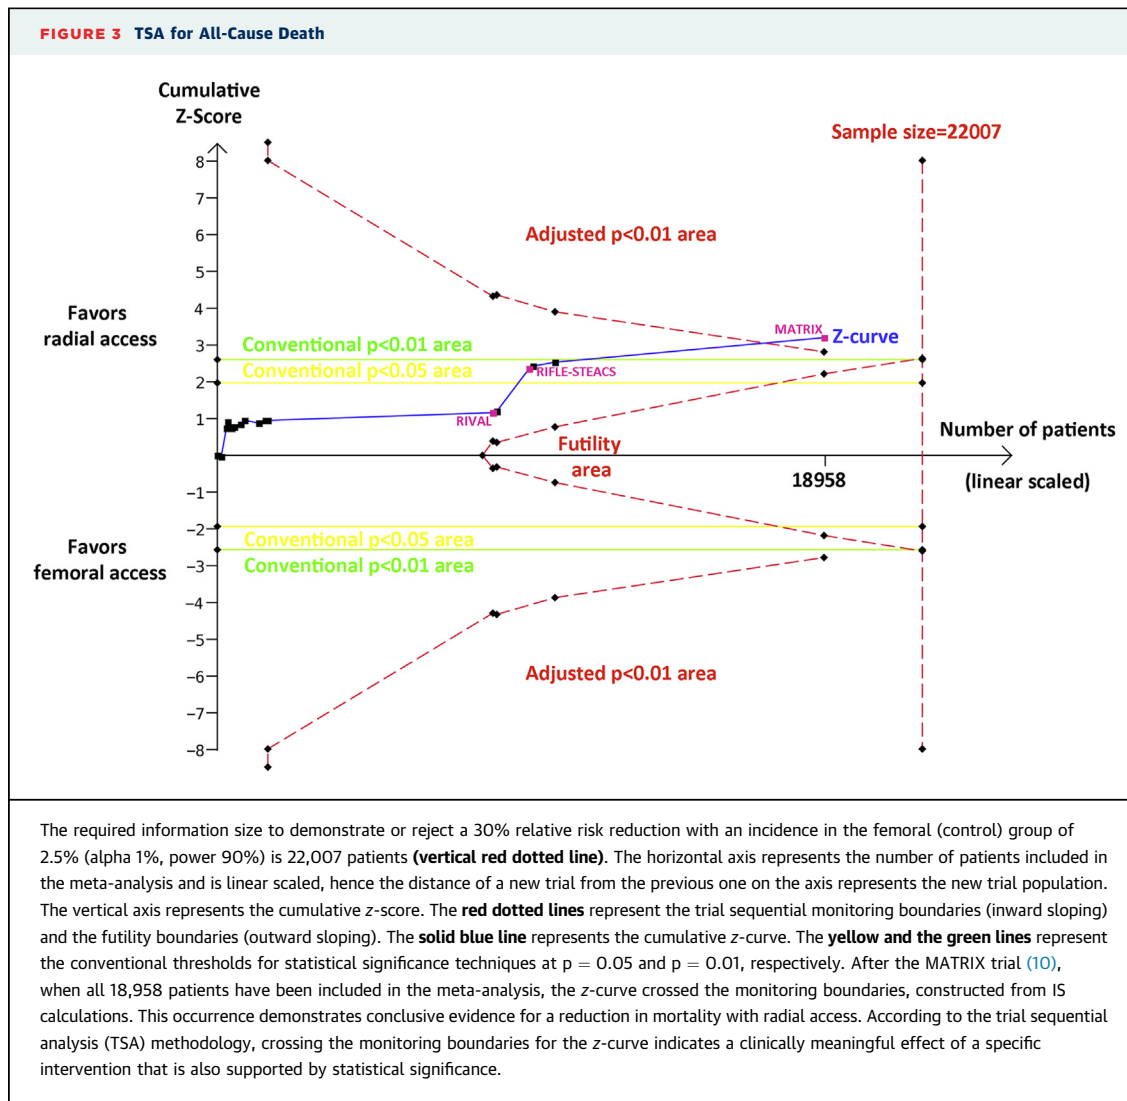 FIGURE 3 TSA for All-Cause Death
Cumulative
Z-Score
Sample size=22007
8
7
6
5
4
3
2
1
−1
−2
−3
−4
−5
−6
−7
−8
Adjusted p<0.01 area
Favors
radial access
MATRIX
Z-curve
Conventional p<0.01 area
Conventional p<0.05 area
RIFLE-STEACS
RIVAL
Futility
area
Number of patients
(linear scaled)
18958
Favors
femoral access
Conventional p<0.05 area
Conventional p<0.01 area
Adjusted p<0.01 area
The required information size to demonstrate or reject a 30% relative risk reduction with an incidence in the femoral (control) group of
2.5% (alpha 1%, power 90%) is 22,007 patients (vertical red dotted line). The horizontal axis represents the number of patients included in
the meta-analysis and is linear scaled, hence the distance of a new trial from the previous one on the axis represents the new trial population.
The vertical axis represents the cumulative z-score. The red dotted lines represent the trial sequential monitoring boundaries (inward sloping)
and the futility boundaries (outward sloping). The solid blue line represents the cumulative z-curve. The yellow and the green lines represent
the conventional thresholds for statistical significance techniques at p = 0.05 and p = 0.01, respectively. After the MATRIX trial (10),
when all 18,958 patients have been included in the meta-analysis, the z-curve crossed the monitoring boundaries, constructed from IS
calculations. This occurrence demonstrates conclusive evidence for a reduction in mortality with radial access. According to the trial sequential
analysis (TSA) methodology, crossing the monitoring boundaries for the z-curve indicates a clinically meaningful effect of a specific
intervention that is also supported by statistical significance.